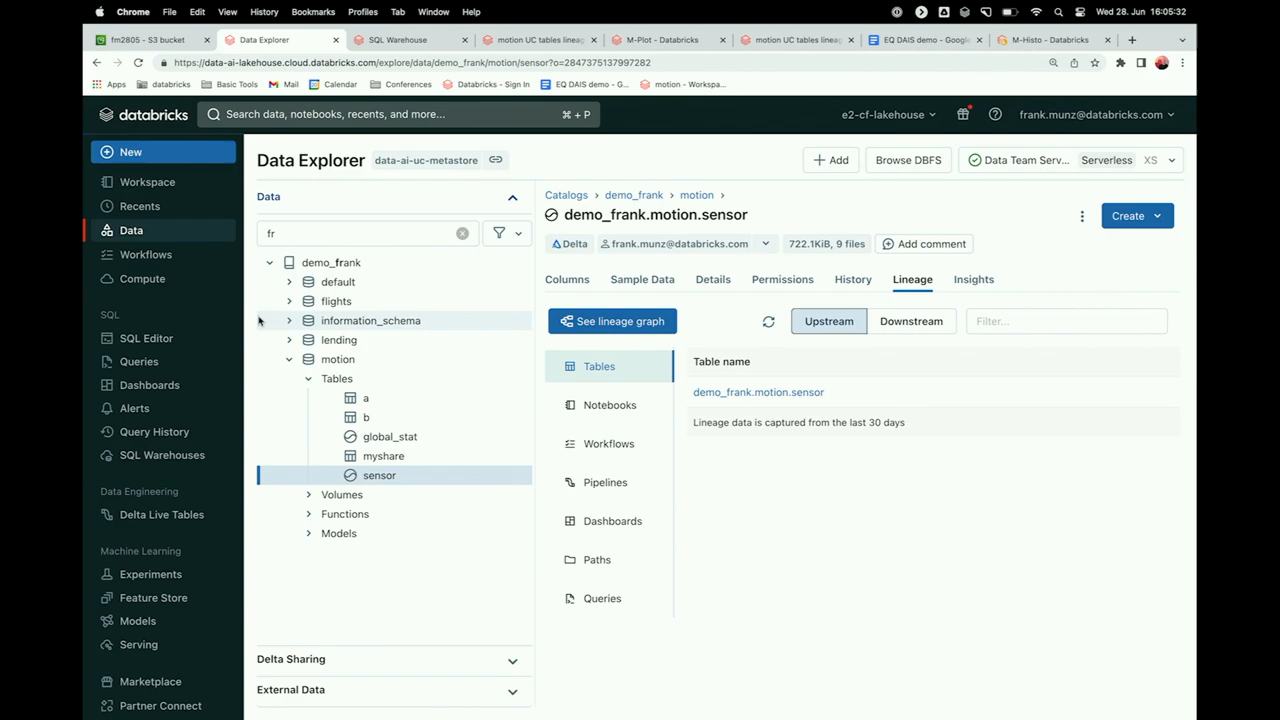 Chrome File Edit View History Bookmarks Profiles Tab Window Help Wed 28. Jun 16:05:32
fm2805 - S3 bucket
Data Explorer
SQL Warehouse
motion UC tables lineag
M-Plot - Databricks
motion UC tables lineag
EQ DAIS demo - Google
M-Histo - Databricks
https://data-ai-lakehouse.cloud.databricks.com/explore/data/demo_frank/motion/sensor?o=2847375137997282
Apps databricks Basic Tools Mail Calendar Conferences Databricks - Sign In EQ DAIS demo - G... motion - Workspa...
databricks
Search data, notebooks, recents, and more... ⌘ + P
e2-cf-lakehouse
frank.munz@databricks.com
New
Workspace
Recents
Data
Workflows
Compute
SQL
SQL Editor
Queries
Dashboards
Alerts
Query History
SQL Warehouses
Data Engineering
Delta Live Tables
Machine Learning
Experiments
Feature Store
Models
Serving
Marketplace
Partner Connect
Data Explorer data-ai-uc-metastore
Add
Browse DBFS
Data Team Serv... Serverless XS
Data
fr
demo_frank
default
flights
information_schema
lending
motion
Tables
a
b
global_stat
myshare
sensor
Volumes
Functions
Models
Delta Sharing
External Data
Catalogs > demo_frank > motion >
demo_frank.motion.sensor
Create
Delta frank.munz@databricks.com 722.1KiB, 9 files Add comment
Columns Sample Data Details Permissions History Lineage Insights
See lineage graph
Upstream Downstream Filter...
Tables
Notebooks
Workflows
Pipelines
Dashboards
Paths
Queries
Table name
demo_frank.motion.sensor
Lineage data is captured from the last 30 days